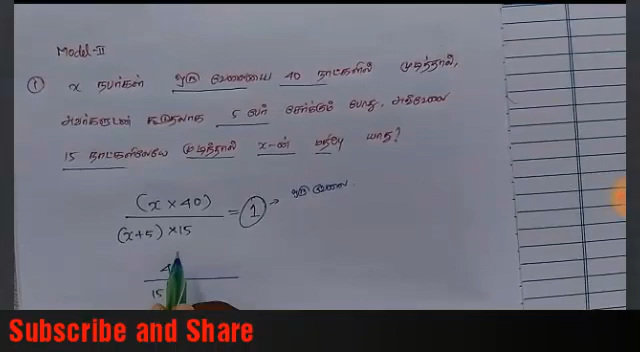 Model-II
① x நபர்கள் ஒரு வேலையை 40 நாட்களில் முடித்தால்,
அவர்களுடன் கூடுதலாக 5 பேர் சேர்க்கும் போது, அவ்வேலை
15 நாட்களிலேயே முடிந்தால் x-ன் மதிப்பு யாது?
(x × 40)
(x+5) × 15
= ① → ஒரு வேலை.
4
15
Subscribe and Share